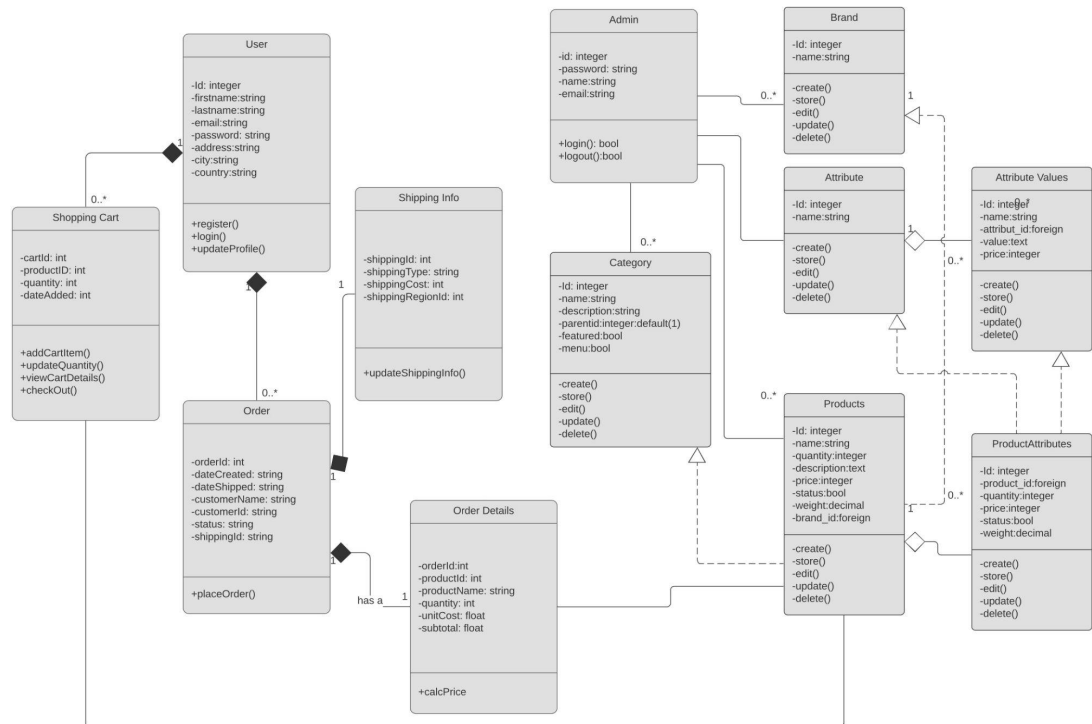 User
-Id: integer
-firstname:string
-lastname:string
-email:string
-password: string
-address:string
-city:string
-country:string
+register()
+login()
+updateProfile()
1
0..*
1
0..*
Shopping Cart
-cartId: int
-productID: int
-quantity: int
-dateAdded: int
+addCartItem()
+updateQuantity()
+viewCartDetails()
+checkOut()
Shipping Info
-shippingId: int
-shippingType: string
-shippingCost: int
-shippingRegionId: int
+updateShippingInfo()
1
1
Order
-orderId: int
-dateCreated: string
-dateShipped: string
-customerName: string
-customerId: string
-status: string
-shippingId: string
+placeOrder()
1
has a
1
Order Details
-orderId:int
-productId: int
-productName: string
-quantity: int
-unitCost: float
-subtotal: float
+calcPrice
Admin
-id: integer
-password: string
-name:string
-email:string
+login(): bool
+logout():bool
0..*
0..*
0..*
Category
-Id: integer
-name:string
-description:string
-parentid:integer:default(1)
-featured:bool
-menu:bool
-create()
-store()
-edit()
-update()
-delete()
Brand
-Id: integer
-name:string
-create()
-store()
-edit()
-update()
-delete()
1
Attribute
-Id: integer
-name:string
-create()
-store()
-edit()
-update()
-delete()
1
0..*
Attribute Values
-Id: integer
0..*
-name:string
-attribut_id:foreign
-value:text
-price:integer
-create()
-store()
-edit()
-update()
-delete()
Products
-Id: integer
-name:string
-quantity:integer
-description:text
-price:integer
-status:bool
-weight:decimal
-brand_id:foreign
-create()
-store()
-edit()
-update()
-delete()
1
0..*
ProductAttributes
-Id: integer
-product_id:foreign
-quantity:integer
-price:integer
-status:bool
-weight:decimal
-create()
-store()
-edit()
-update()
-delete()